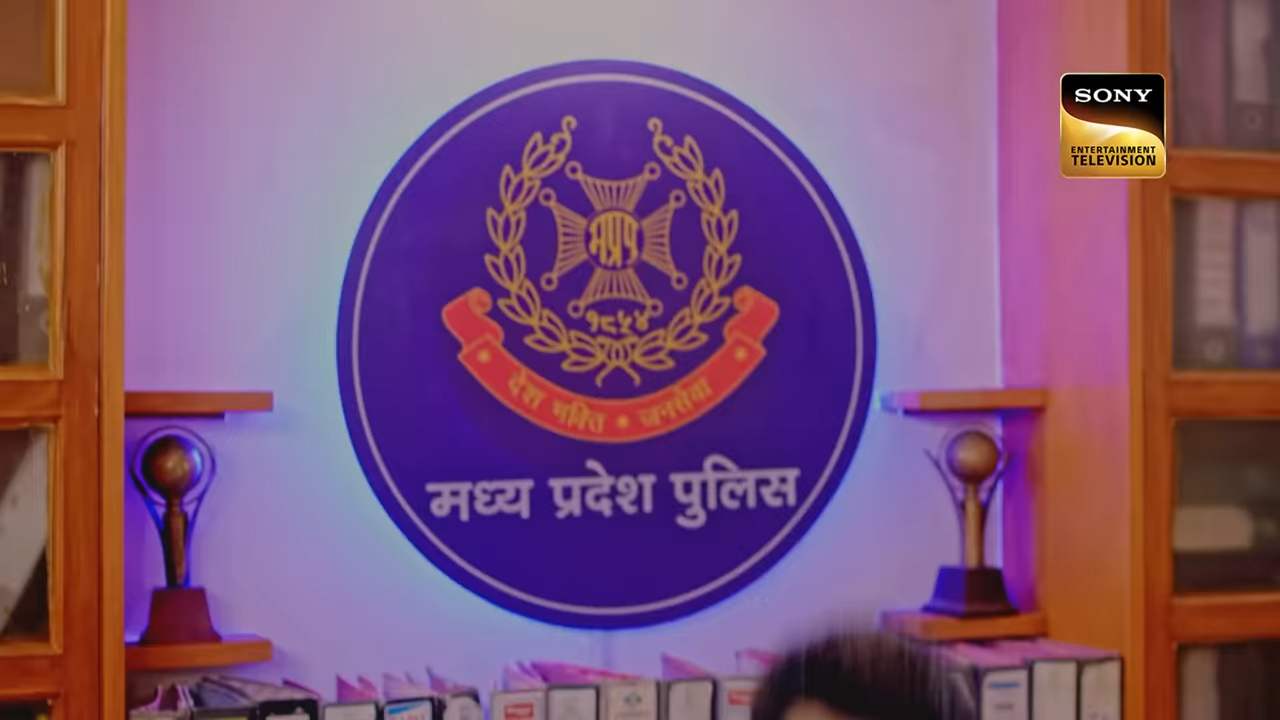 SONY
ENTERTAINMENT
TELEVISION
मप्रपु
१८५४
देश भक्ति • जनसेवा
मध्य प्रदेश पुलिस